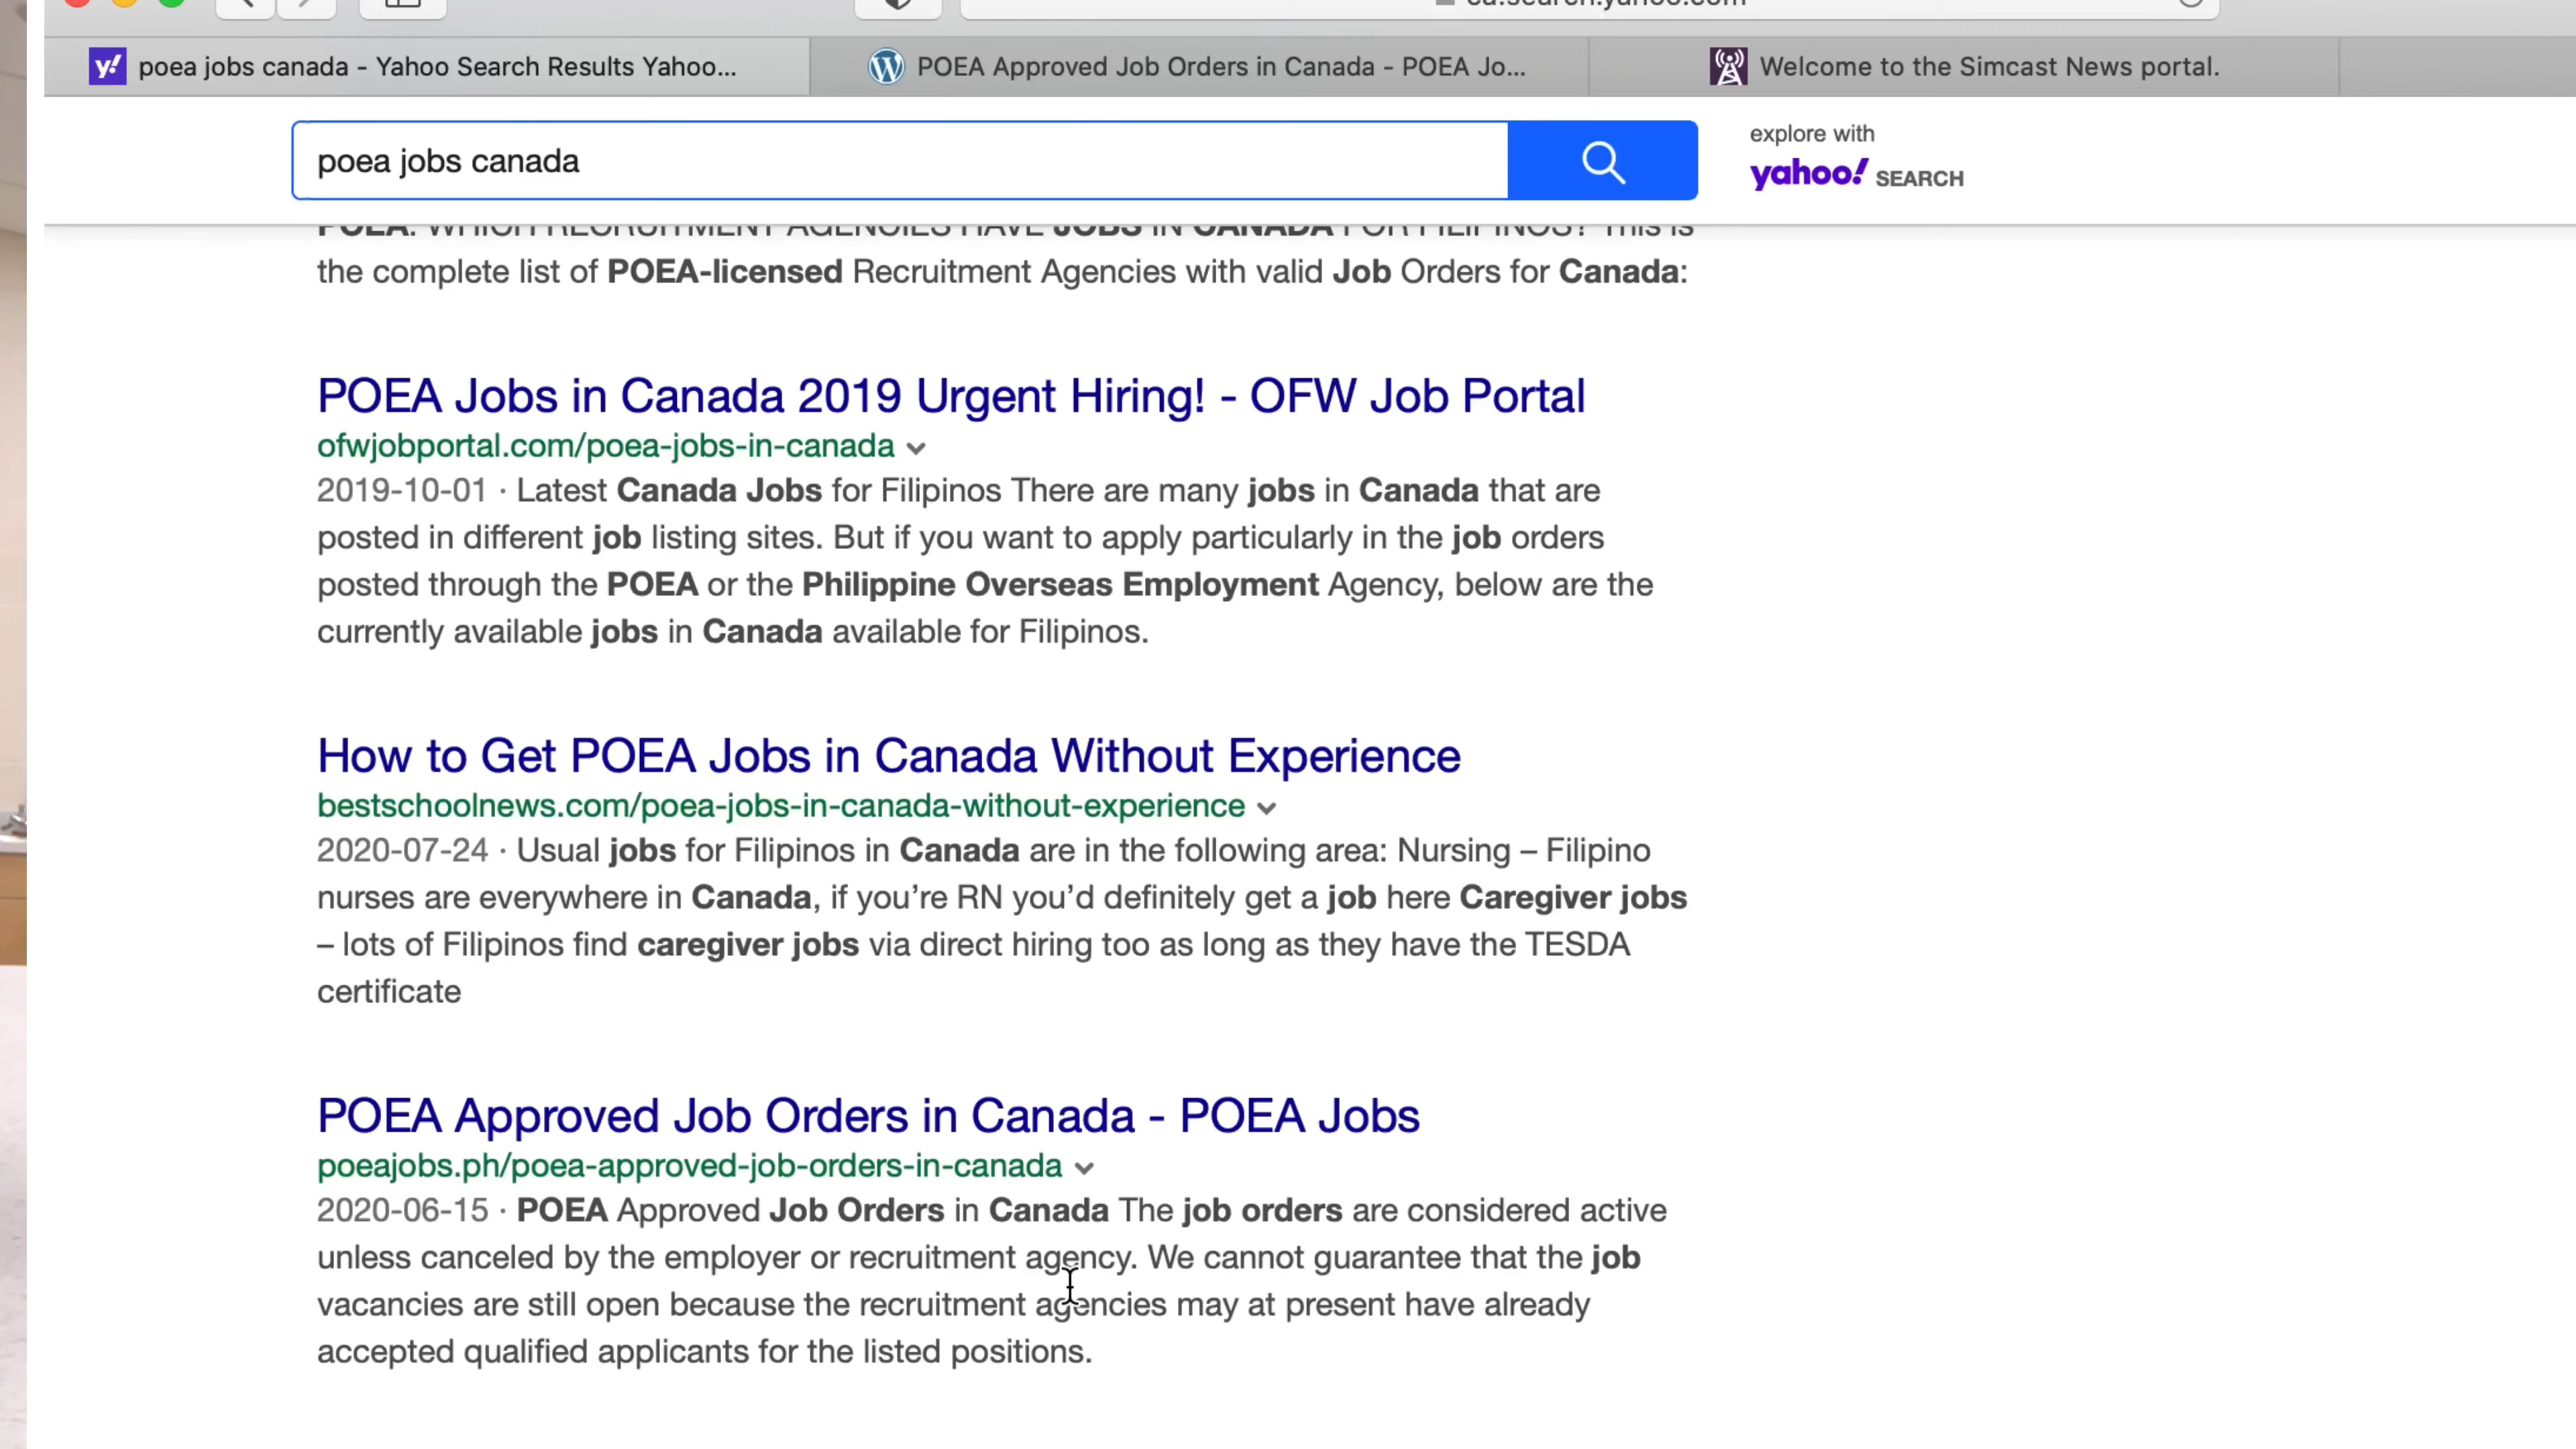 ca.search.yahoo.com
poea jobs canada - Yahoo Search Results Yahoo...
POEA Approved Job Orders in Canada - POEA Jo...
Welcome to the Simcast News portal.
poea jobs canada
explore with
yahoo! SEARCH
POEA: WHICH RECRUITMENT AGENCIES HAVE JOBS IN CANADA FOR FILIPINOS? This is
the complete list of POEA-licensed Recruitment Agencies with valid Job Orders for Canada:
POEA Jobs in Canada 2019 Urgent Hiring! - OFW Job Portal
ofwjobportal.com/poea-jobs-in-canada
2019-10-01 · Latest Canada Jobs for Filipinos There are many jobs in Canada that are
posted in different job listing sites. But if you want to apply particularly in the job orders
posted through the POEA or the Philippine Overseas Employment Agency, below are the
currently available jobs in Canada available for Filipinos.
How to Get POEA Jobs in Canada Without Experience
bestschoolnews.com/poea-jobs-in-canada-without-experience
2020-07-24 · Usual jobs for Filipinos in Canada are in the following area: Nursing – Filipino
nurses are everywhere in Canada, if you’re RN you’d definitely get a job here Caregiver jobs
– lots of Filipinos find caregiver jobs via direct hiring too as long as they have the TESDA
certificate
POEA Approved Job Orders in Canada - POEA Jobs
poeajobs.ph/poea-approved-job-orders-in-canada
2020-06-15 · POEA Approved Job Orders in Canada The job orders are considered active
unless canceled by the employer or recruitment agency. We cannot guarantee that the job
vacancies are still open because the recruitment agencies may at present have already
accepted qualified applicants for the listed positions.